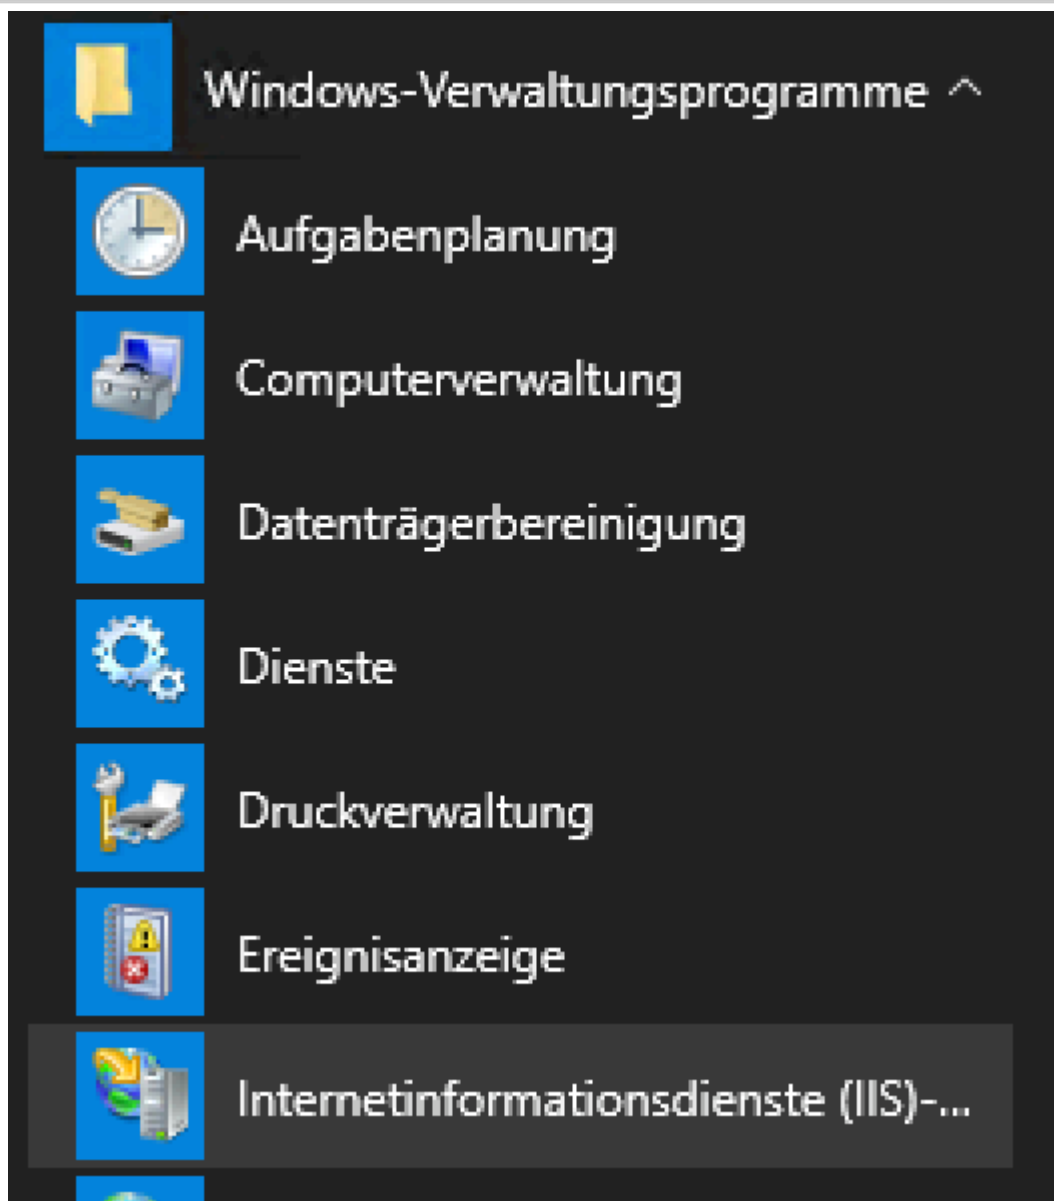 Windows-Verwaltungsprogramme
Aufgabenplanung
Computerverwaltung
Datenträgerbereinigung
Dienste
Druckverwaltung
Ereignisanzeige
Internetinformationsdienste (IIS)-...